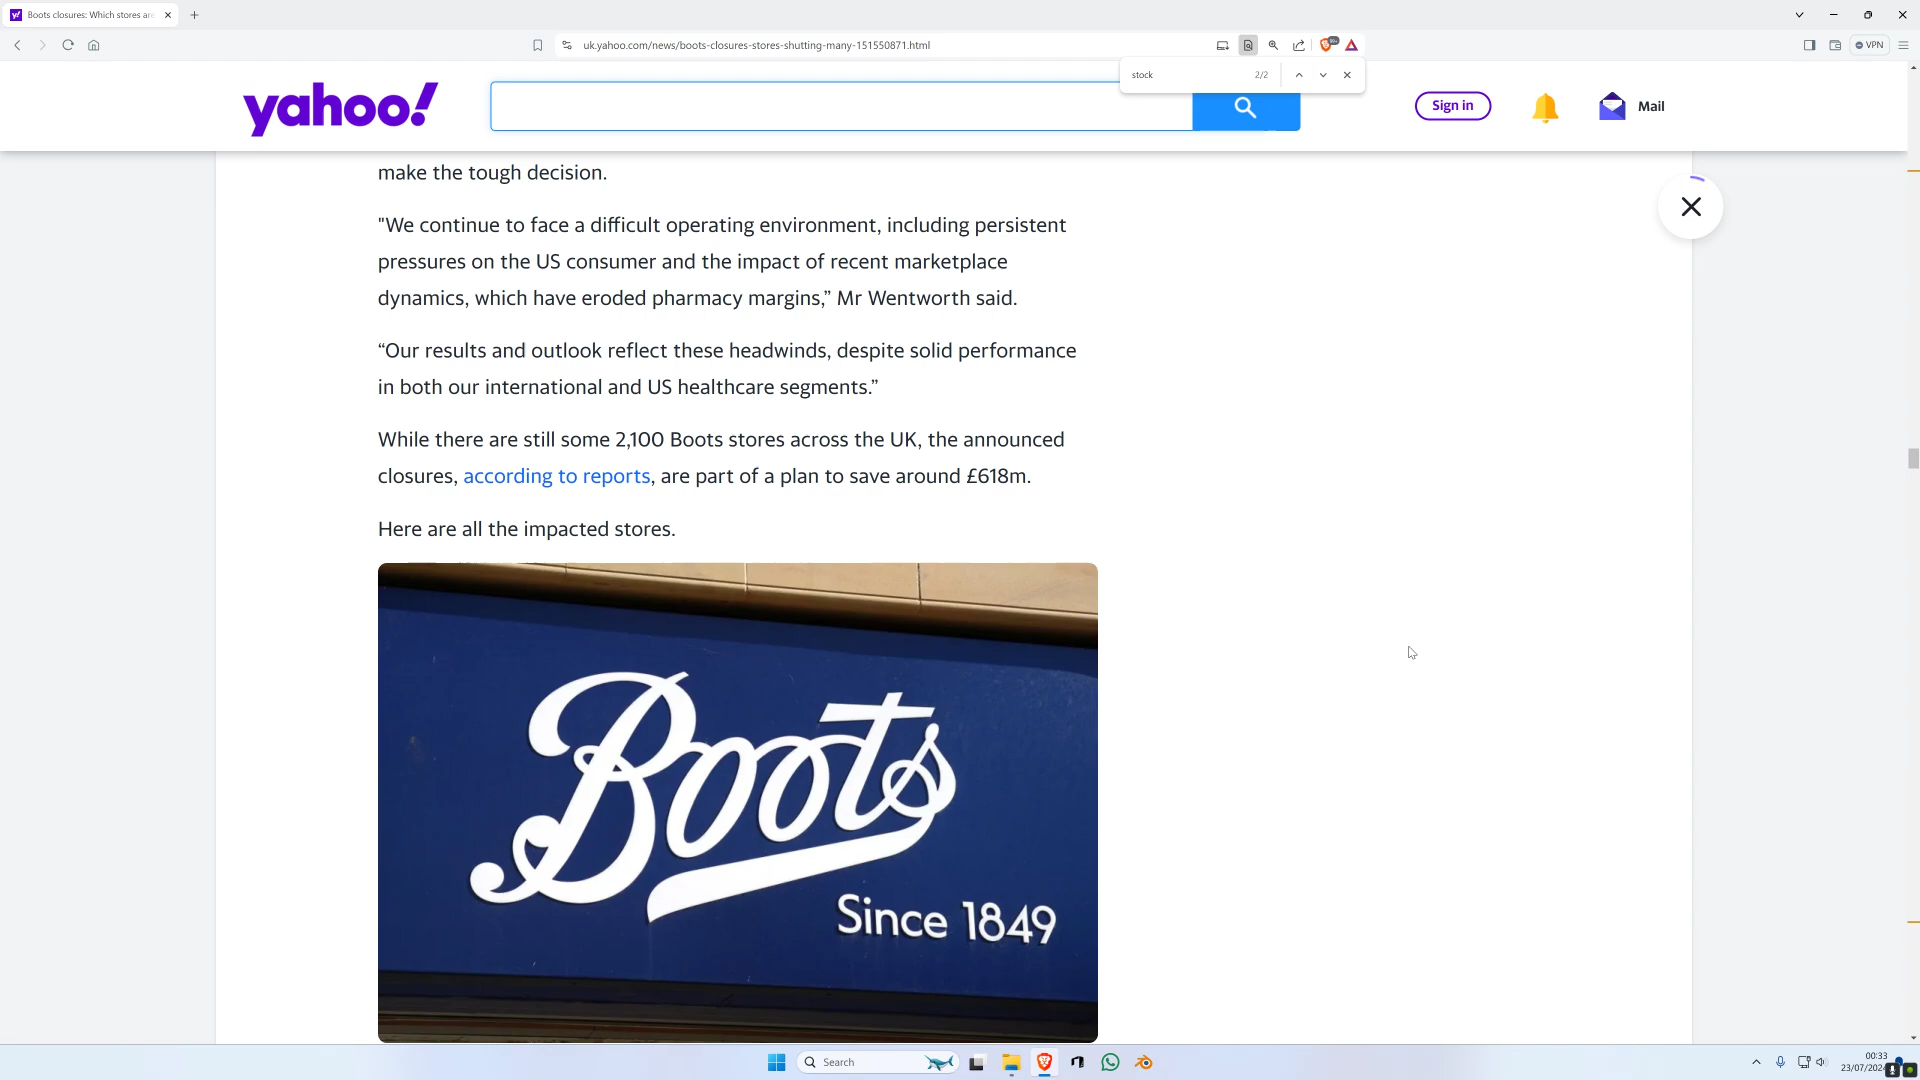 Boots closures: Which stores are
uk.yahoo.com/news/boots-closures-stores-shutting-many-151550871.html
99+
VPN
stock
2/2
yahoo!
Sign in
Mail
make the tough decision.
"We continue to face a difficult operating environment, including persistent
pressures on the US consumer and the impact of recent marketplace
dynamics, which have eroded pharmacy margins,” Mr Wentworth said.
“Our results and outlook reflect these headwinds, despite solid performance
in both our international and US healthcare segments.”
While there are still some 2,100 Boots stores across the UK, the announced
closures, according to reports, are part of a plan to save around £618m.
Here are all the impacted stores.
Boots
Since 1849
Search
00:33